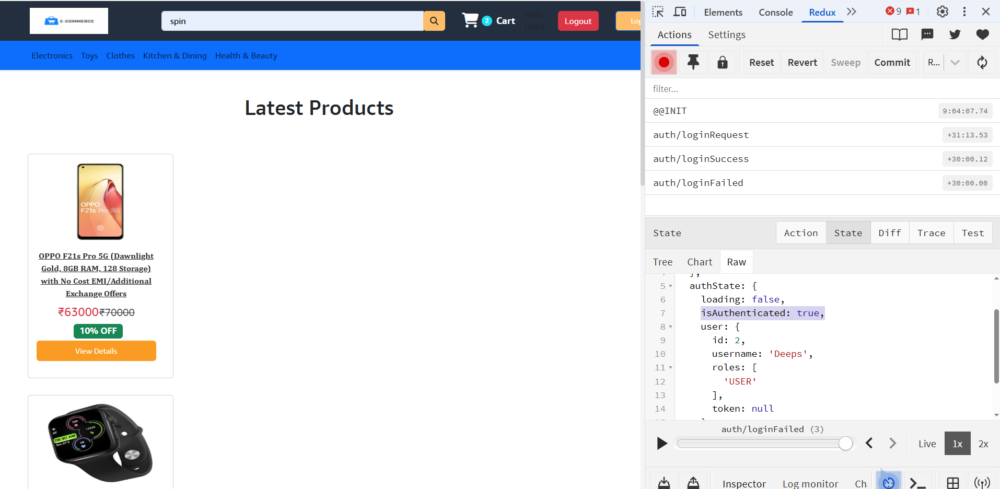 E-COMMERCE
spin
2 Cart
Hello,
USER
Logout
Log
Electronics Toys Clothes Kitchen & Dining Health & Beauty
Latest Products
OPPO
F21s Pro 5G
OPPO F21s Pro 5G (Dawnlight
Gold, 8GB RAM, 128 Storage)
with No Cost EMI/Additional
Exchange Offers
₹63000₹70000
10% OFF
View Details
08:30 AM
Elements Console Redux 9 1
Actions Settings
Reset Revert Sweep Commit R...
filter...
@@INIT 9:04:07.74
auth/loginRequest +31:13.53
auth/loginSuccess +30:00.12
auth/loginFailed +30:00.00
State Action State Diff Trace Test
Tree Chart Raw
},
5 authState: {
6 loading: false,
7 isAuthenticated: true,
8 user: {
9 id: 2,
10 username: 'Deeps',
11 roles: [
12 'USER'
13 ],
14 token: null
auth/loginFailed (3)
Live 1x 2x
Inspector Log monitor Ch